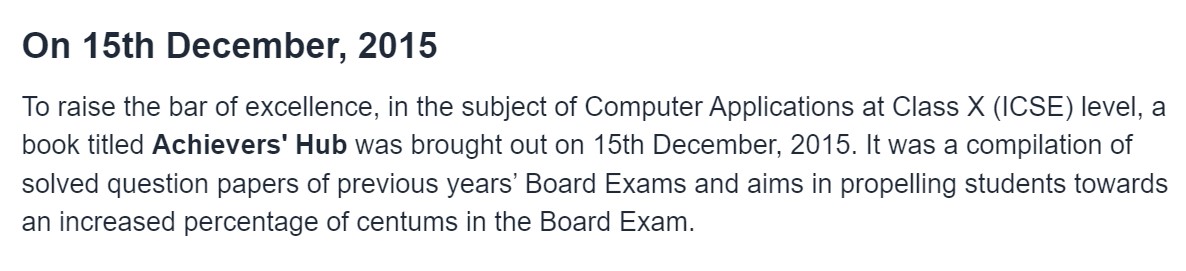 On 15th December, 2015
To raise the bar of excellence, in the subject of Computer Applications at Class X (ICSE) level, a
book titled Achievers' Hub was brought out on 15th December, 2015. It was a compilation of
solved question papers of previous years’ Board Exams and aims in propelling students towards
an increased percentage of centums in the Board Exam.